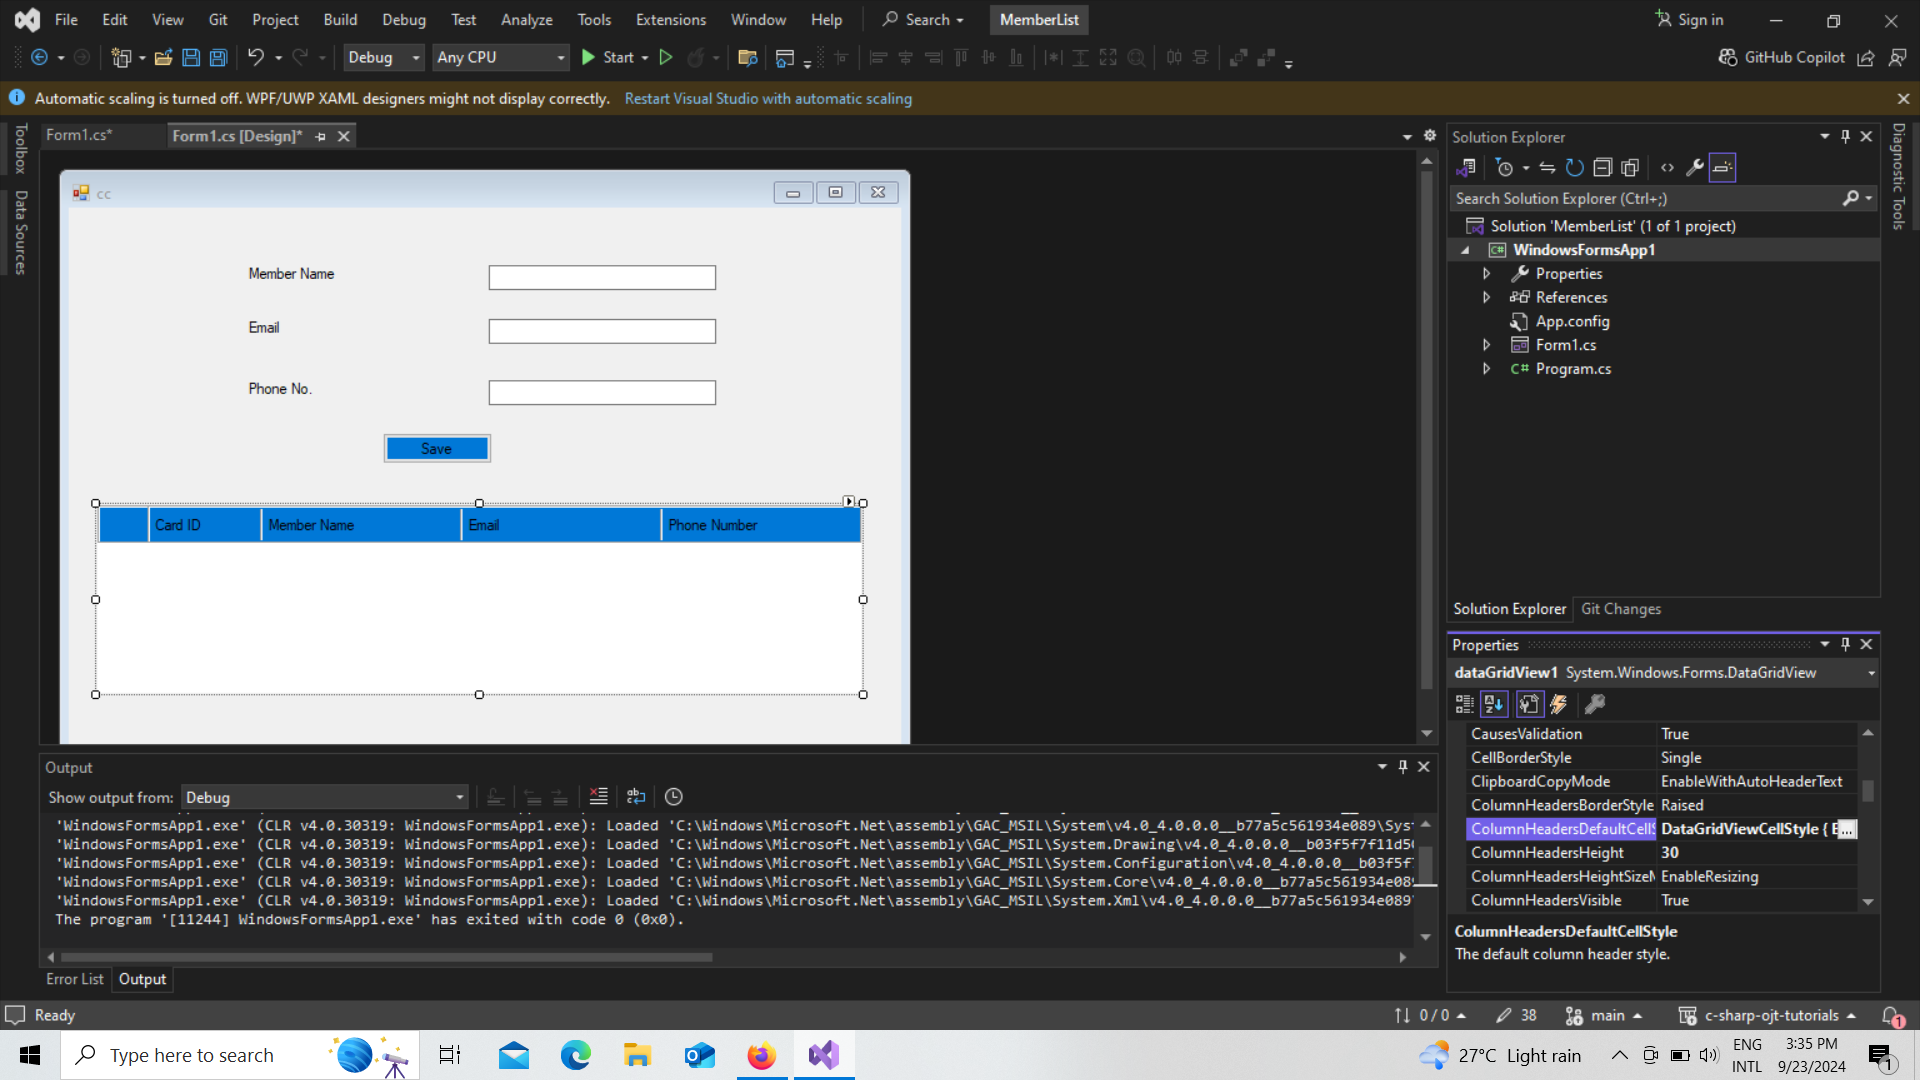 File Edit View Git Project Build Debug Test Analyze Tools Extensions Window Help Search MemberList Sign in
Debug Any CPU Start GitHub Copilot
Automatic scaling is turned off. WPF/UWP XAML designers might not display correctly. Restart Visual Studio with automatic scaling
Toolbox
Data Sources
Form1.cs* Form1.cs [Design]*
cc
Member Name
Email
Phone No.
Save
Card ID Member Name Email Phone Number
Solution Explorer
Search Solution Explorer (Ctrl+;)
Solution 'MemberList' (1 of 1 project)
C# WindowsFormsApp1
Properties
References
App.config
Form1.cs
C# Program.cs
Solution Explorer Git Changes
Diagnostic Tools
Properties
dataGridView1 System.Windows.Forms.DataGridView
CausesValidation True
CellBorderStyle Single
ClipboardCopyMode EnableWithAutoHeaderText
ColumnHeadersBorderStyle Raised
ColumnHeadersDefaultCellS DataGridViewCellStyle { B ...
ColumnHeadersHeight 30
ColumnHeadersHeightSizeM EnableResizing
ColumnHeadersVisible True
ColumnHeadersDefaultCellStyle
The default column header style.
Output
Show output from: Debug
'WindowsFormsApp1.exe' (CLR v4.0.30319: WindowsFormsApp1.exe): Loaded 'C:\Windows\Microsoft.Net\assembly\GAC_MSIL\System\v4.0_4.0.0.0__b77a5c561934e089\Syst
'WindowsFormsApp1.exe' (CLR v4.0.30319: WindowsFormsApp1.exe): Loaded 'C:\Windows\Microsoft.Net\assembly\GAC_MSIL\System.Drawing\v4.0_4.0.0.0__b03f5f7f11d50
'WindowsFormsApp1.exe' (CLR v4.0.30319: WindowsFormsApp1.exe): Loaded 'C:\Windows\Microsoft.Net\assembly\GAC_MSIL\System.Configuration\v4.0_4.0.0.0__b03f5f7
'WindowsFormsApp1.exe' (CLR v4.0.30319: WindowsFormsApp1.exe): Loaded 'C:\Windows\Microsoft.Net\assembly\GAC_MSIL\System.Core\v4.0_4.0.0.0__b77a5c561934e089
'WindowsFormsApp1.exe' (CLR v4.0.30319: WindowsFormsApp1.exe): Loaded 'C:\Windows\Microsoft.Net\assembly\GAC_MSIL\System.Xml\v4.0_4.0.0.0__b77a5c561934e089
The program '[11244] WindowsFormsApp1.exe' has exited with code 0 (0x0).
Error List Output
Ready 0 / 0 38 main c-sharp-ojt-tutorials 1
Type here to search 27°C Light rain ENG INTL 3:35 PM 9/23/2024 1